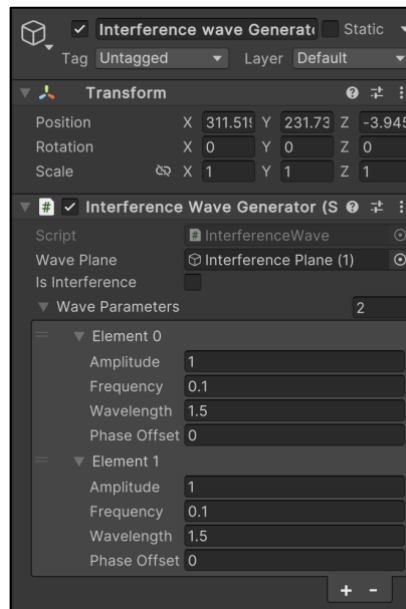 Interference wave Generat Static
Tag Untagged Layer Default
Transform
Position X 311.519 Y 231.73 Z -3.945
Rotation X 0 Y 0 Z 0
Scale X 1 Y 1 Z 1
# Interference Wave Generator (S
Script # InterferenceWave
Wave Plane Interference Plane (1)
Is Interference
Wave Parameters 2
Element 0
Amplitude 1
Frequency 0.1
Wavelength 1.5
Phase Offset 0
Element 1
Amplitude 1
Frequency 0.1
Wavelength 1.5
Phase Offset 0
+ -